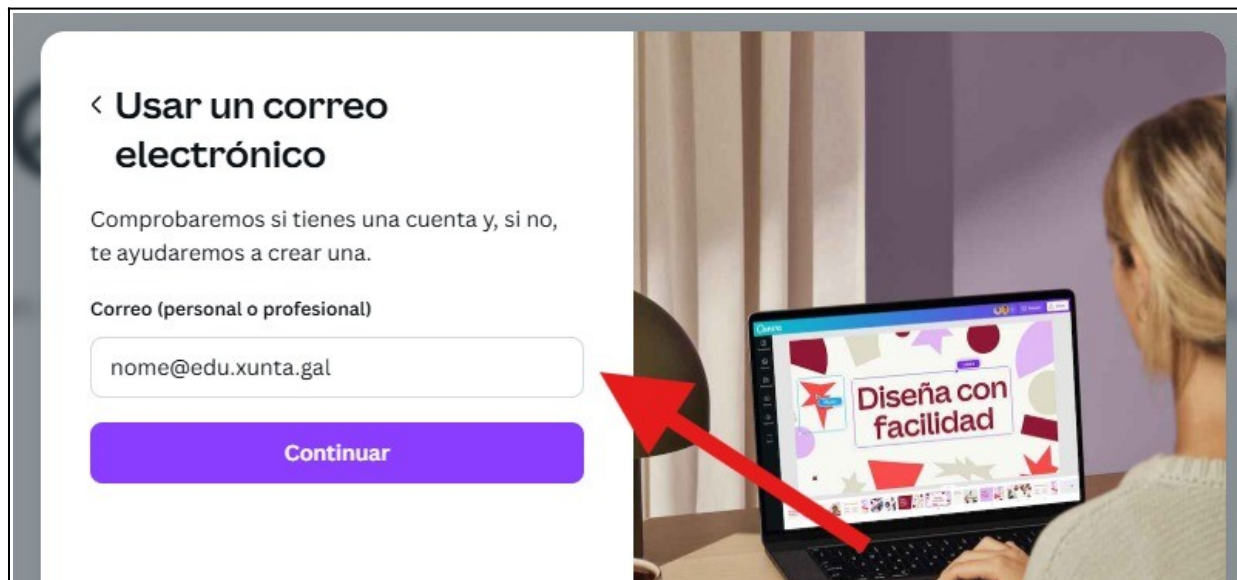 Usar un correo
electrónico
Comprobaremos si tienes una cuenta y, si no,
te ayudaremos a crear una.
Correo (personal o profesional)
nome@edu.xunta.gal
Continuar
Canva
Diseña con
facilidad